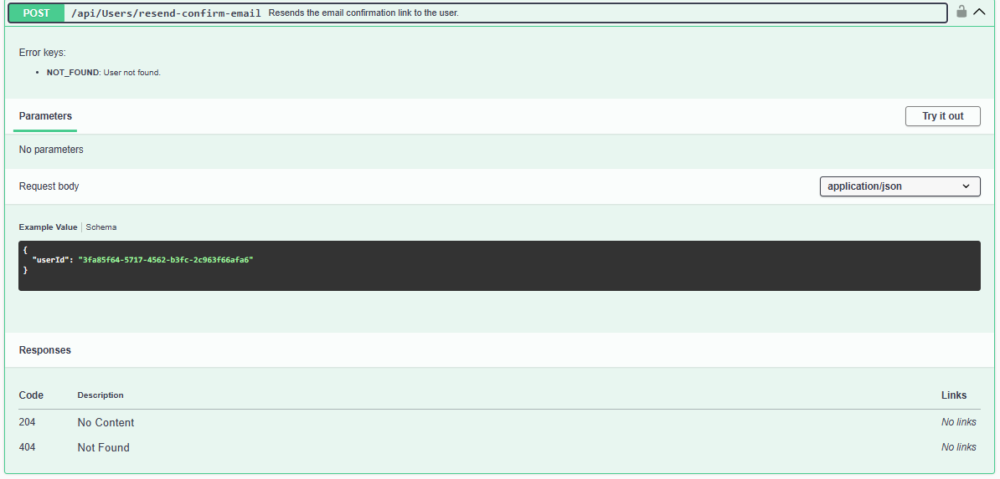 POST /api/Users/resend-confirm-email Resends the email confirmation link to the user.
Error keys:
• NOT_FOUND: User not found.
Parameters Try it out
No parameters
Request body application/json
Example Value | Schema
{
"userId": "3fa85f64-5717-4562-b3fc-2c963f66afa6"
}
Responses
Code Description Links
204 No Content No links
404 Not Found No links